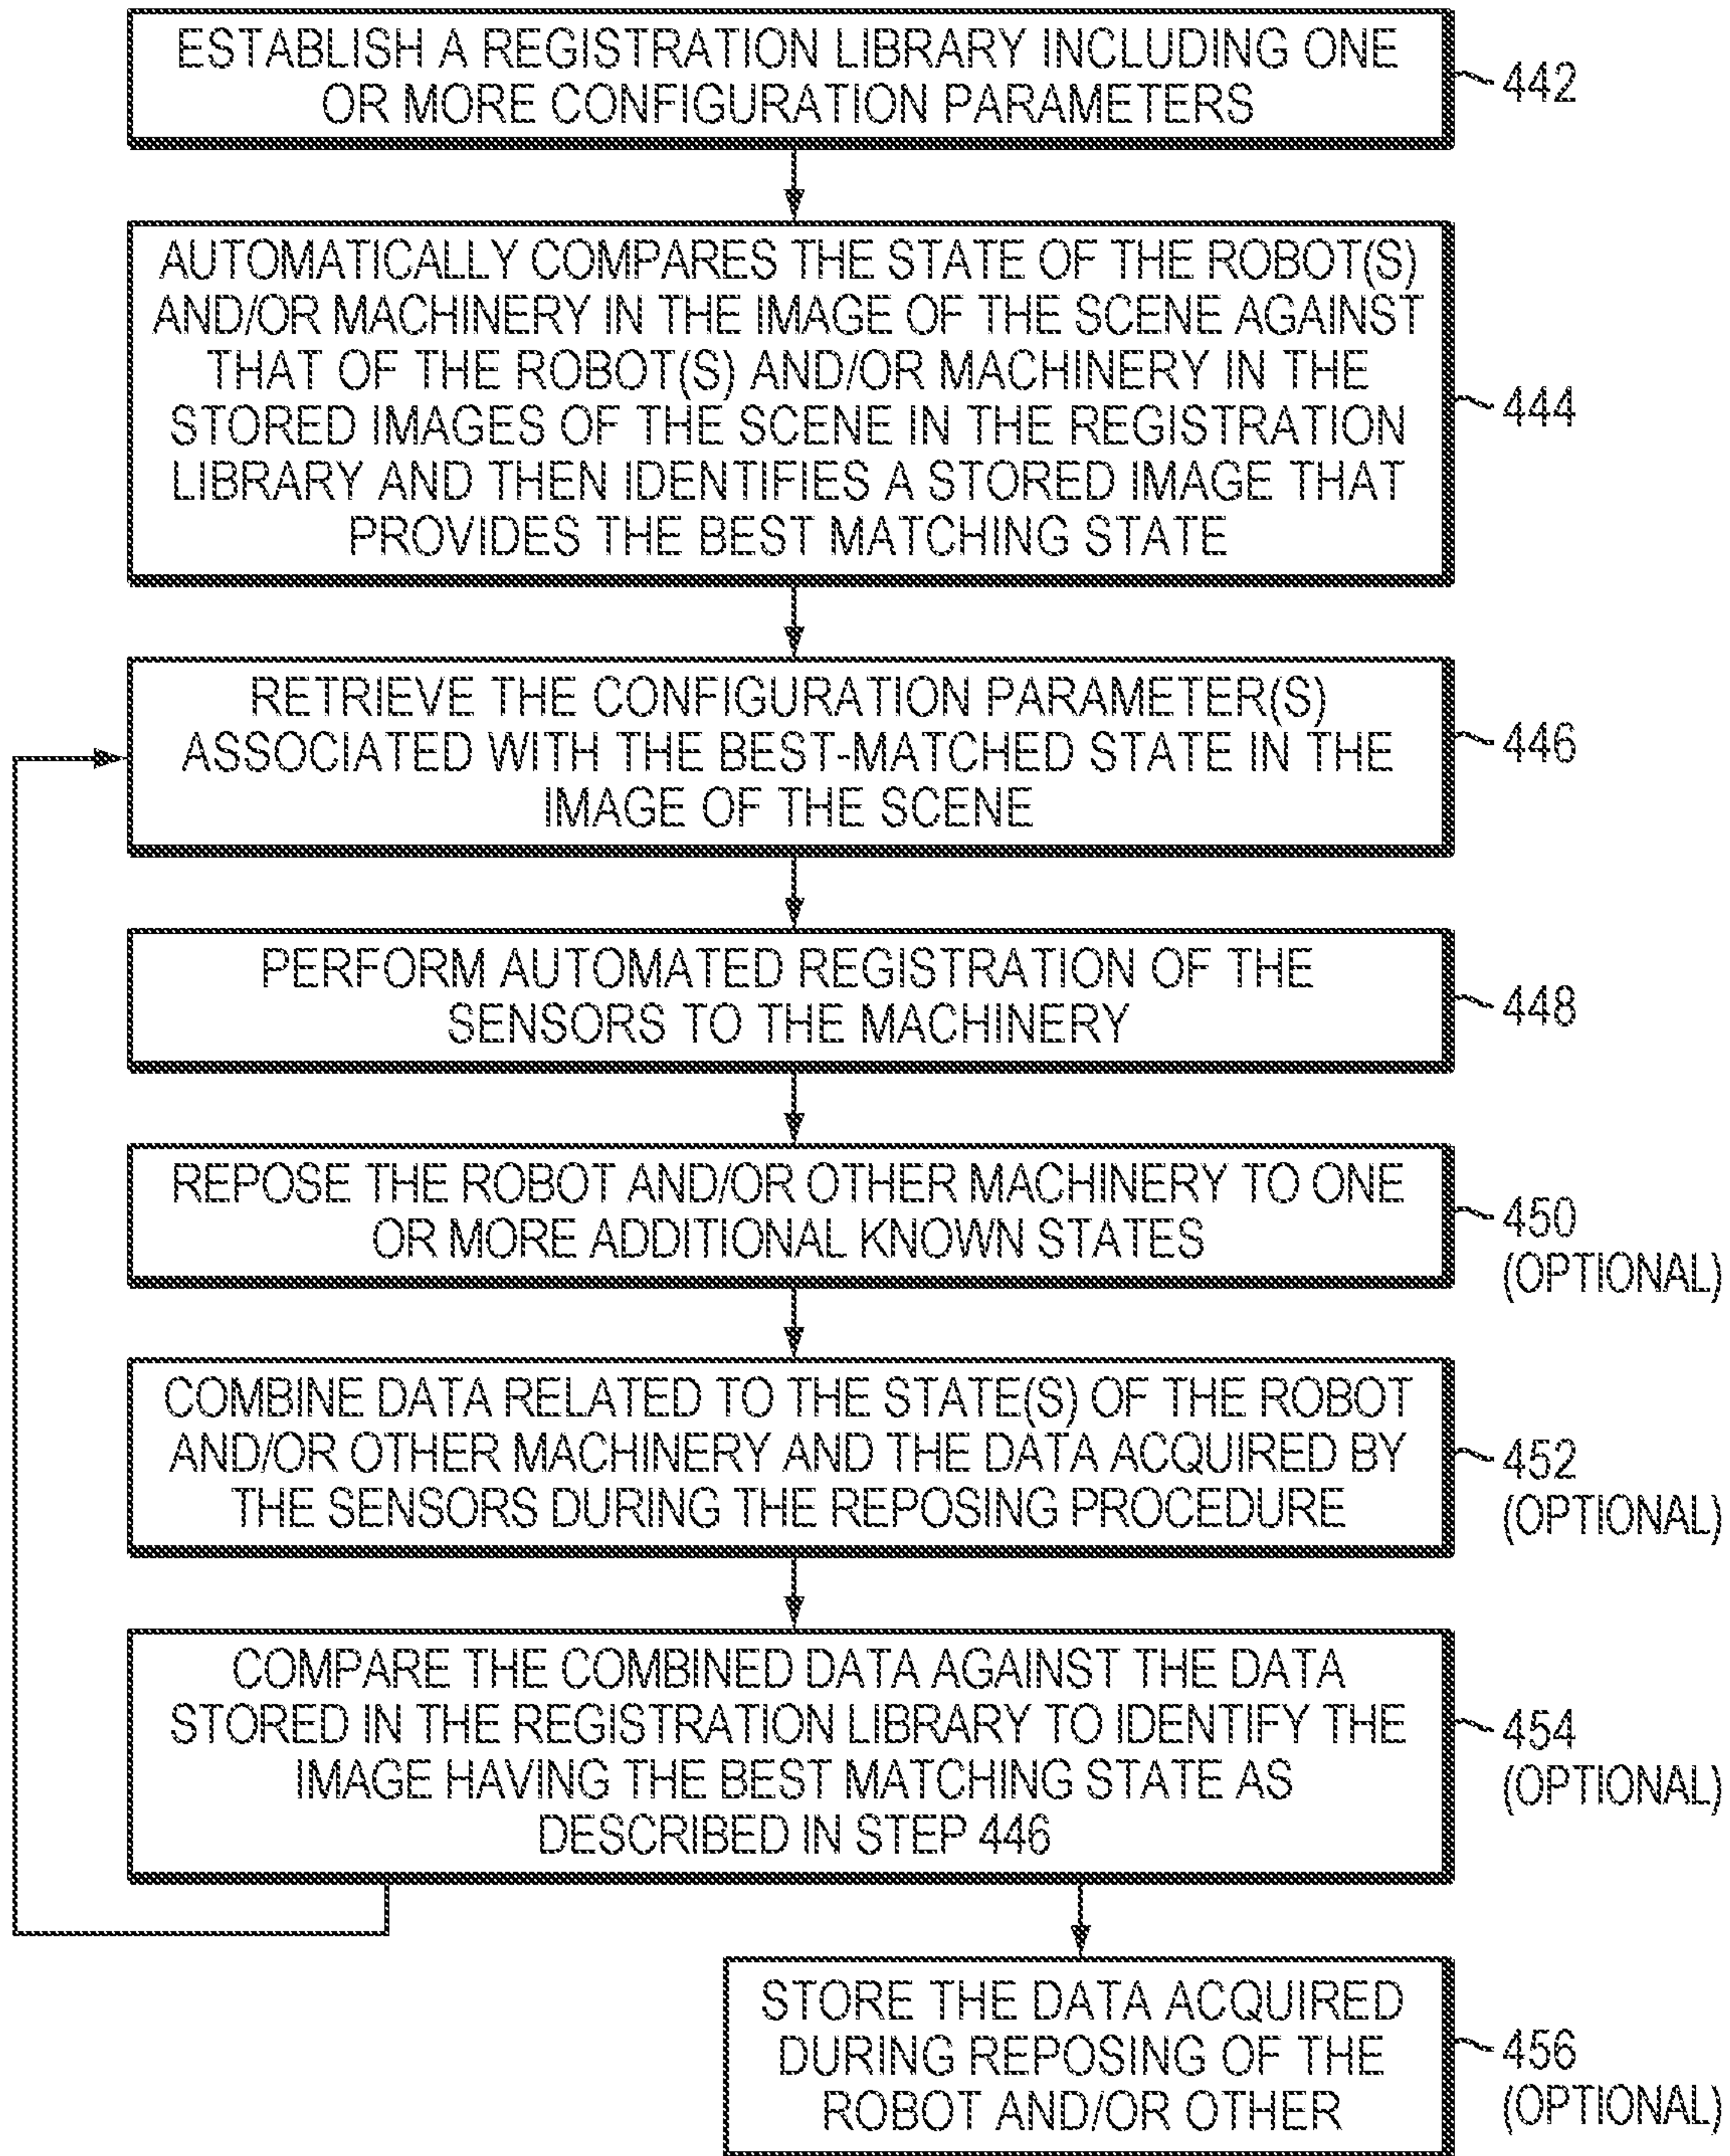 ESTABLISH A REGISTRATION LIBRARY INCLUDING ONE
OR MORE CONFIGURATION PARAMETERS
442
AUTOMATICALLY COMPARES THE STATE OF THE ROBOT(S)
AND/OR MACHINERY IN THE IMAGE OF THE SCENE AGAINST
THAT OF THE ROBOT(S) AND/OR MACHINERY IN THE
STORED IMAGES OF THE SCENE IN THE REGISTRATION
LIBRARY AND THEN IDENTIFIES A STORED IMAGE THAT
PROVIDES THE BEST MATCHING STATE
444
RETRIEVE THE CONFIGURATION PARAMETER(S)
ASSOCIATED WITH THE BEST-MATCHED STATE IN THE
IMAGE OF THE SCENE
446
PERFORM AUTOMATED REGISTRATION OF THE
SENSORS TO THE MACHINERY
448
REPOSE THE ROBOT AND/OR OTHER MACHINERY TO ONE
OR MORE ADDITIONAL KNOWN STATES
450
(OPTIONAL)
COMBINE DATA RELATED TO THE STATE(S) OF THE ROBOT
AND/OR OTHER MACHINERY AND THE DATA ACQUIRED BY
THE SENSORS DURING THE REPOSING PROCEDURE
452
(OPTIONAL)
COMPARE THE COMBINED DATA AGAINST THE DATA
STORED IN THE REGISTRATION LIBRARY TO IDENTIFY THE
IMAGE HAVING THE BEST MATCHING STATE AS
DESCRIBED IN STEP 446
454
(OPTIONAL)
STORE THE DATA ACQUIRED
DURING REPOSING OF THE
ROBOT AND/OR OTHER
456
(OPTIONAL)